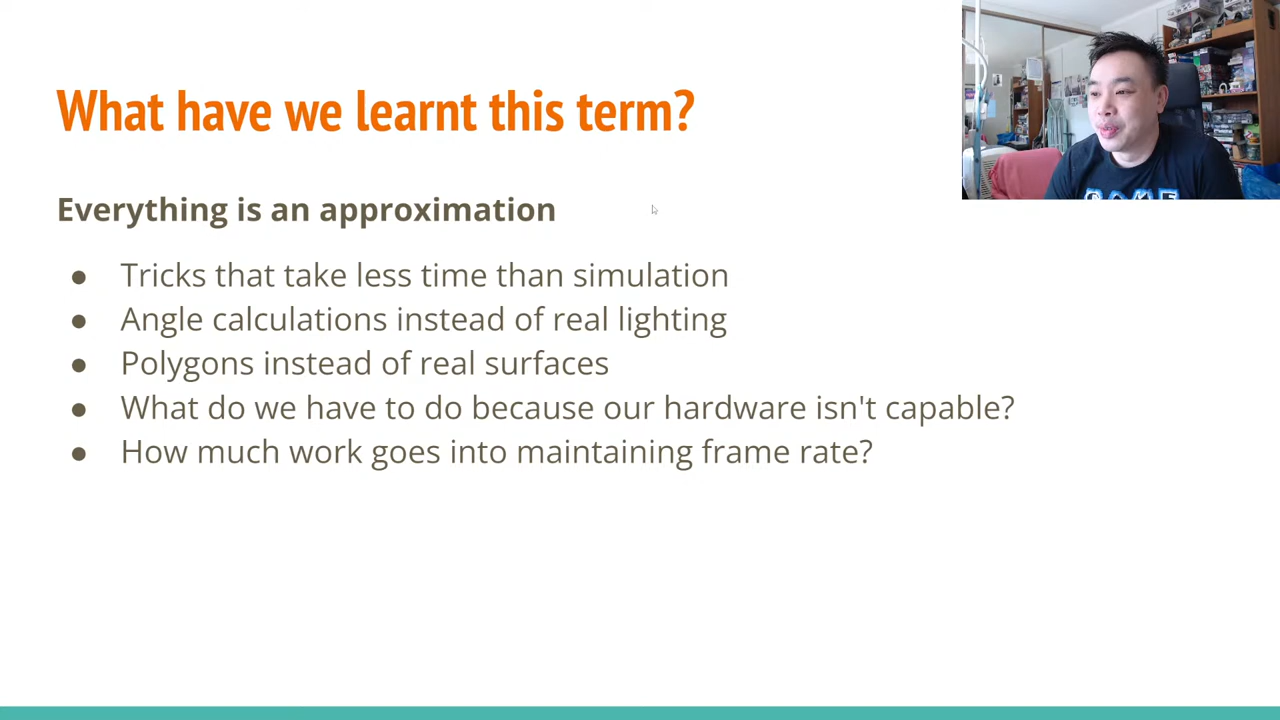 What have we learnt this term?
Everything is an approximation
● Tricks that take less time than simulation
● Angle calculations instead of real lighting
● Polygons instead of real surfaces
● What do we have to do because our hardware isn't capable?
● How much work goes into maintaining frame rate?